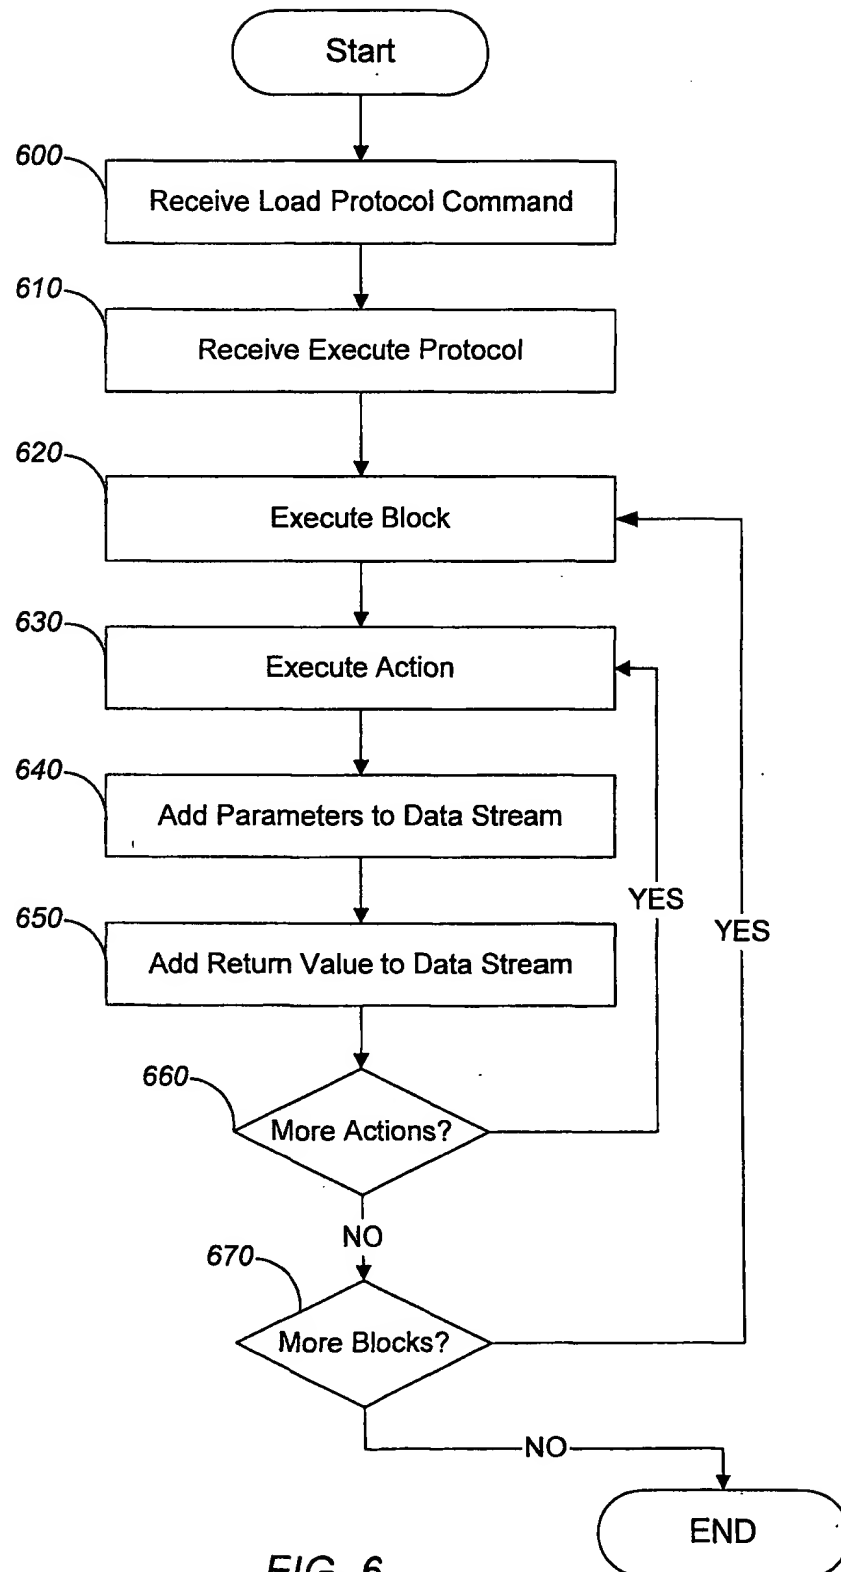 Start
600
Receive Load Protocol Command
610
Receive Execute Protocol
620
Execute Block
630
Execute Action
640
Add Parameters to Data Stream
650
Add Return Value to Data Stream
YES
YES
660
More Actions?
NO
670
More Blocks?
NO
END
FIG. 6